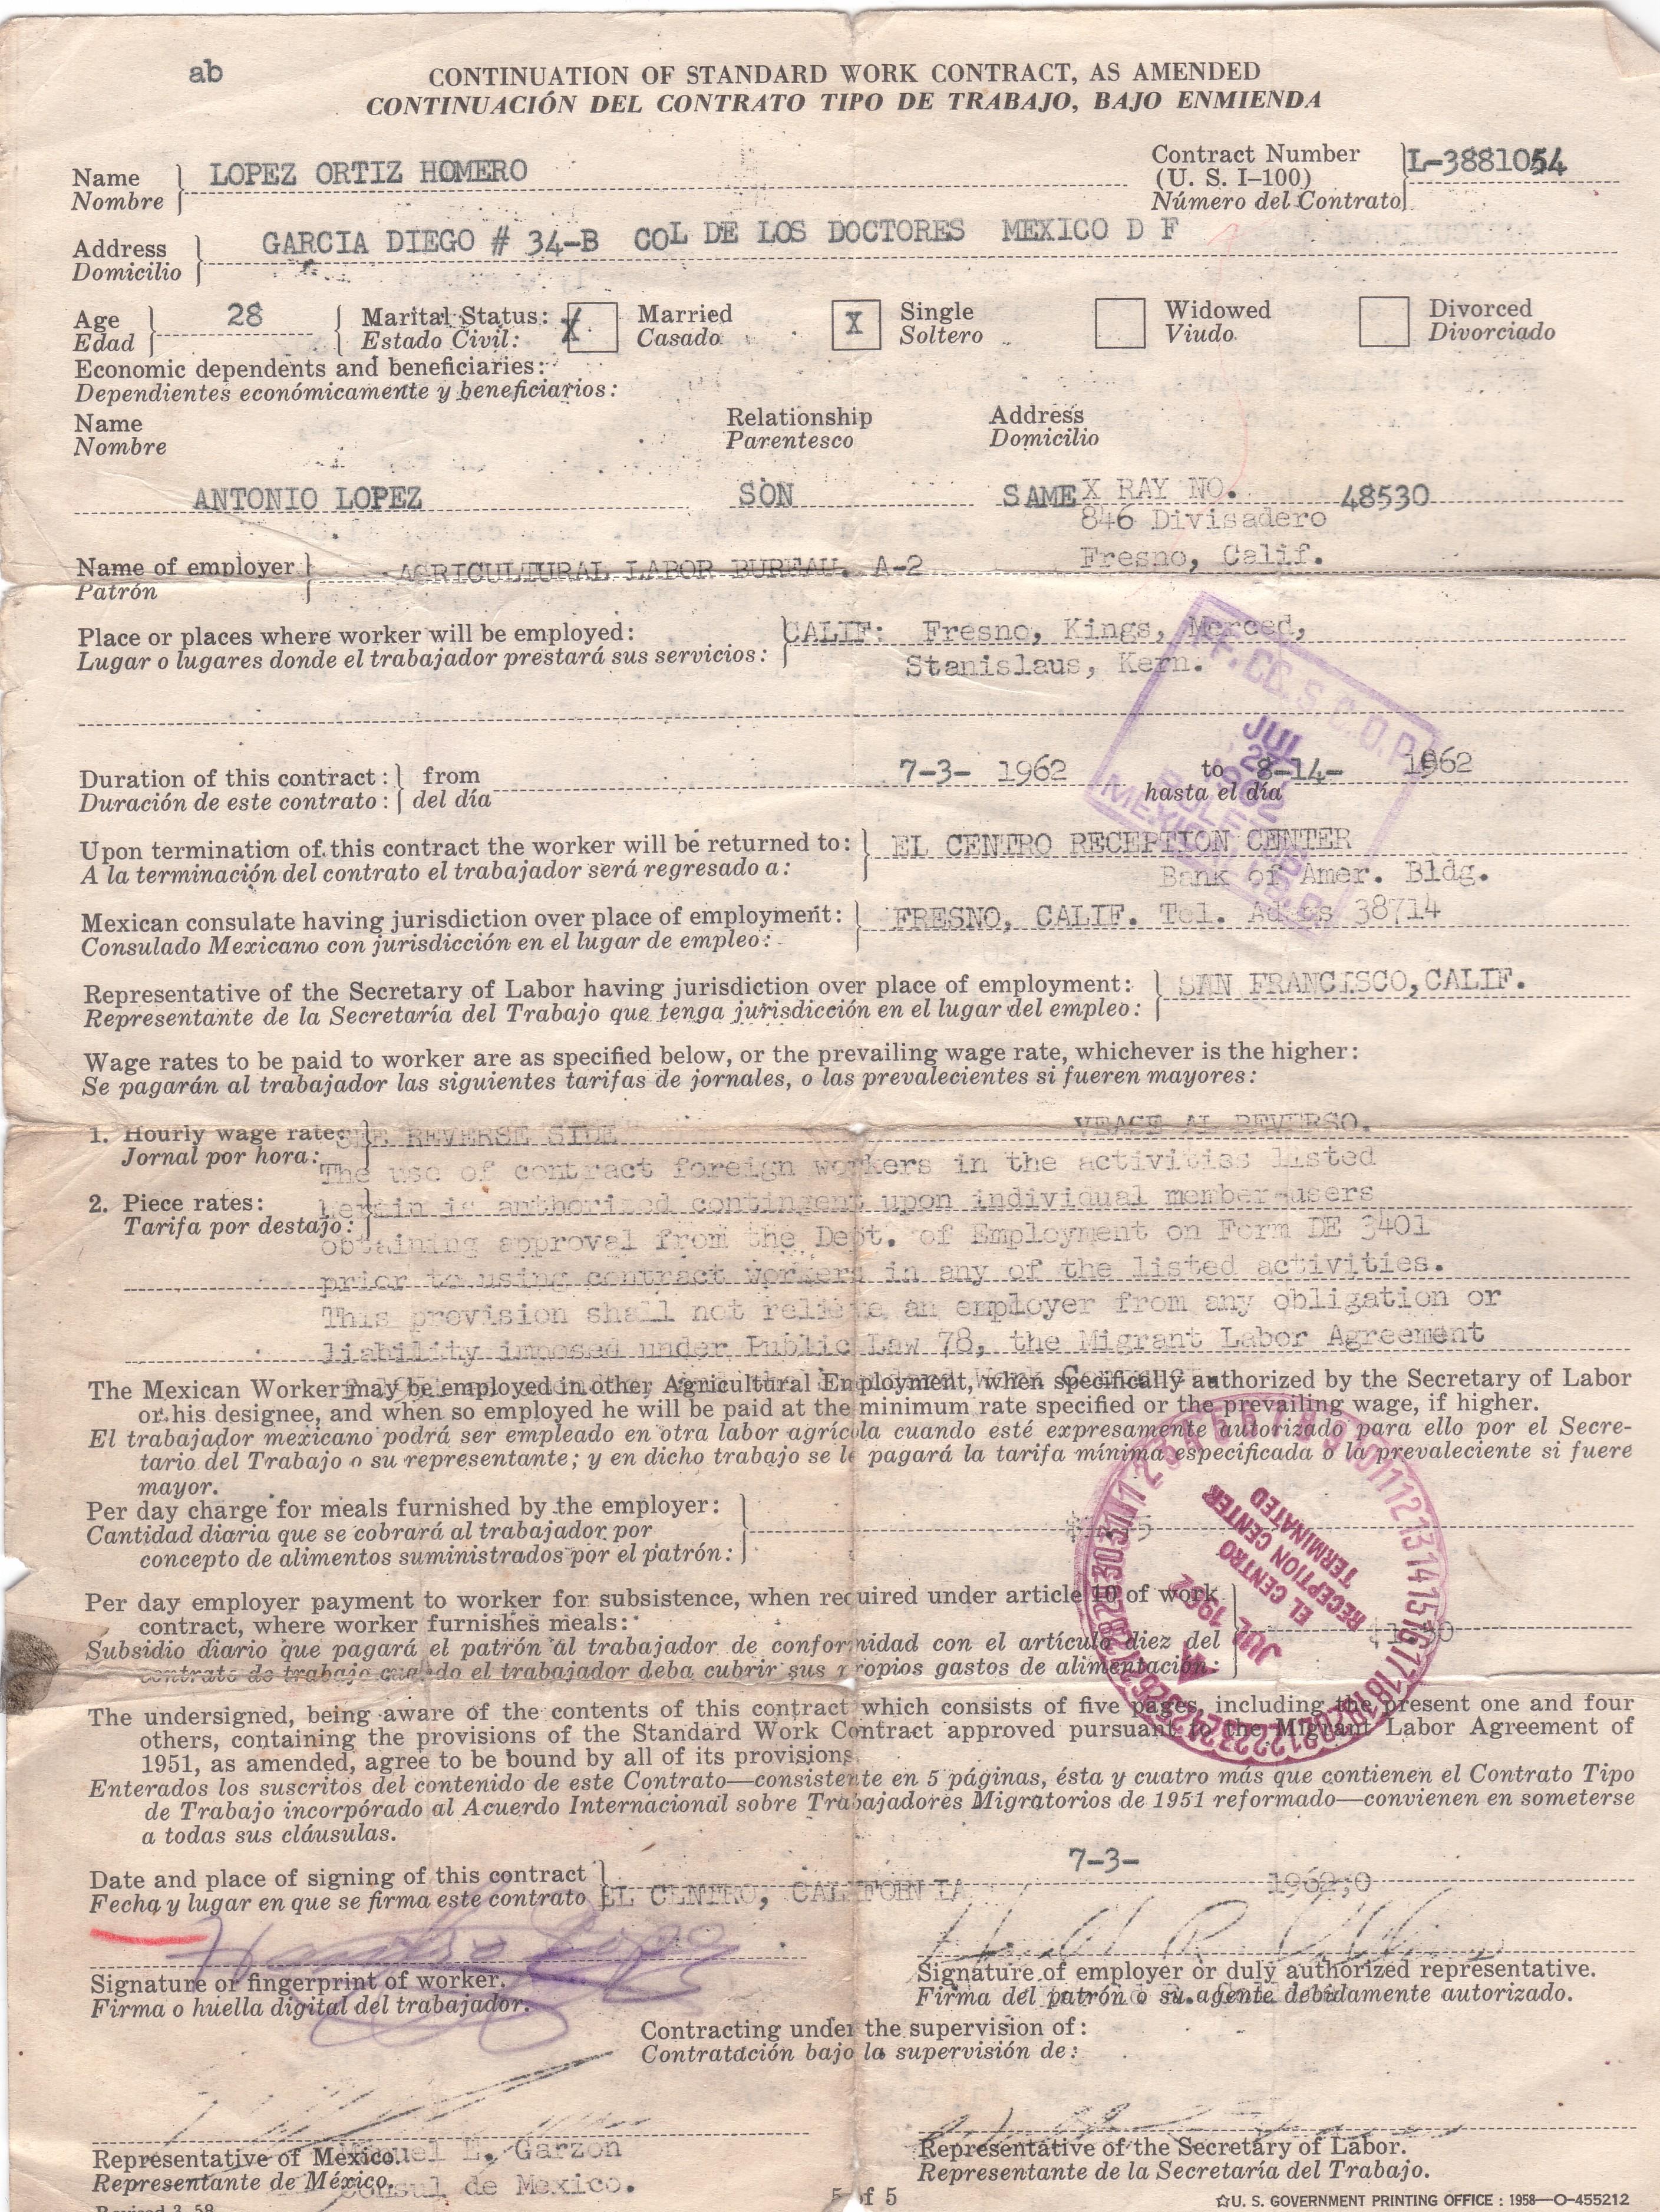 ab
CONTINUATION OF STANDARD WORK CONTRACT, AS AMENDED
CONTINUACIÓN DEL CONTRATO TIPO DE TRABAJO, BAJO ENMIENDA
Name LOPEZ ORTIZ HOMERO Contract Number L-3881054
Nombre (U. S. I–100)
Número del Contrato
Address GARCIA DIEGO # 34-B COL DE LOS DOCTORES MEXICO D F
Domicilio
Age 28 Marital Status: X Married X Single Widowed Divorced
Edad Estado Civil: Casado Soltero Viudo Divorciado
Economic dependents and beneficiaries:
Dependientes económicamente y beneficiarios:
Name Relationship Address
Nombre Parentesco Domicilio
ANTONIO LOPEZ SON SAME X RAY NO. 48530
846 Divisadero
Fresno, Calif.
Name of employer AGRICULTURAL LABOR BUREAU. A-2
Patrón
Place or places where worker will be employed: CALIF: Fresno, Kings, Merced,
Lugar o lugares donde el trabajador prestará sus servicios: Stanislaus, Kern.
JUL
MEXICALI
Duration of this contract: from 7-3- 1962 to 8-14- 1962
Duración de este contrato: del día hasta el día
Upon termination of this contract the worker will be returned to: EL CENTRO RECEPTION CENTER
A la terminación del contrato el trabajador será regresado a: Bank of Amer. Bldg.
Mexican consulate having jurisdiction over place of employment: FRESNO, CALIF. Tel. Adams 38714
Consulado Mexicano con jurisdicción en el lugar de empleo:
Representative of the Secretary of Labor having jurisdiction over place of employment: SAN FRANCISCO, CALIF.
Representante de la Secretaría del Trabajo que tenga jurisdicción en el lugar del empleo:
Wage rates to be paid to worker are as specified below, or the prevailing wage rate, whichever is the higher:
Se pagarán al trabajador las siguientes tarifas de jornales, o las prevalecientes si fueren mayores:
1. Hourly wage rate: SEE REVERSE SIDE VEASE AL REVERSO.
Jornal por hora: The use of contract foreign workers in the activities listed
2. Piece rates: herein is authorized contingent upon individual member-users
Tarifa por destajo: obtaining approval from the Dept. of Employment on Form DE 3401
prior to using contract workers in any of the listed activities.
This provision shall not relieve an employer from any obligation or
liability imposed under Public Law 78, the Migrant Labor Agreement
The Mexican Worker may be employed in other Agricultural Employment, when specifically authorized by the Secretary of Labor
or his designee, and when so employed he will be paid at the minimum rate specified or the prevailing wage, if higher.
El trabajador mexicano podrá ser empleado en otra labor agrícola cuando esté expresamente autorizado para ello por el Secre-
tario del Trabajo o su representante; y en dicho trabajo se le pagará la tarifa mínima especificada o la prevaleciente si fuere
mayor.
Per day charge for meals furnished by the employer:
Cantidad diaria que se cobrará al trabajador por
concepto de alimentos suministrados por el patrón:
EL CENTRO
RECEPTION CENTER
TERMINATED
JUL 1962
Per day employer payment to worker for subsistence, when required under article 10 of work
contract, where worker furnishes meals:
Subsidio diario que pagará el patrón al trabajador de conformidad con el artículo diez del
contrato de trabajo cuando el trabajador deba cubrir sus propios gastos de alimentación:
The undersigned, being aware of the contents of this contract which consists of five pages, including the present one and four
others, containing the provisions of the Standard Work Contract approved pursuant to the Migrant Labor Agreement of
1951, as amended, agree to be bound by all of its provisions.
Enterados los suscritos del contenido de este Contrato—consistente en 5 páginas, ésta y cuatro más que contienen el Contrato Tipo
de Trabajo incorpórado al Acuerdo Internacional sobre Trabajadores Migratorios de 1951 reformado—convienen en someterse
a todas sus cláusulas.
Date and place of signing of this contract 7-3-
Fecha y lugar en que se firma este contrato EL CENTRO, CALIFORNIA 1962
Signature or fingerprint of worker. Signature of employer or duly authorized representative.
Firma o huella digital del trabajador. Firma del patrón o su agente debidamente autorizado.
Contracting under the supervision of:
Contratación bajo la supervisión de:
Representative of Mexico. Miguel E. Garzon Representative of the Secretary of Labor.
Representante de México. Consul de Mexico. Representante de la Secretaría del Trabajo.
Revised 3-58 5 of 5 ☆U. S. GOVERNMENT PRINTING OFFICE : 1958—O-455212